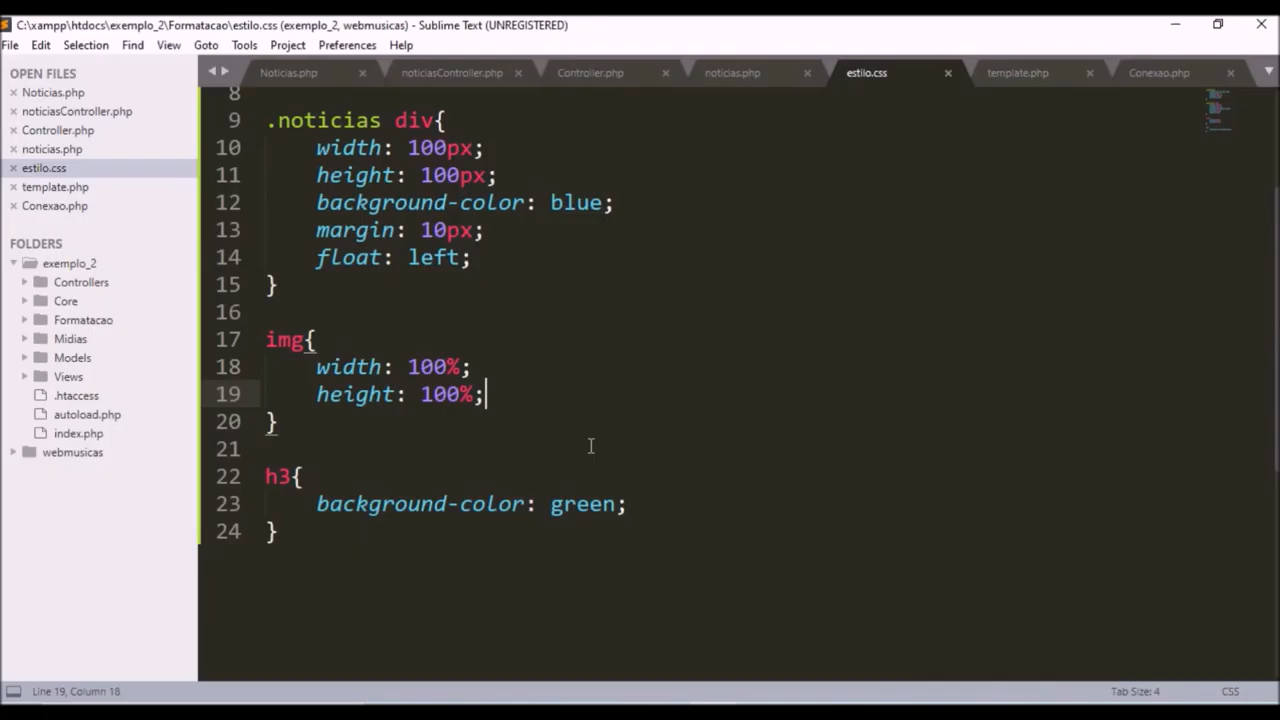 C:\xampp\htdocs\exemplo_2\Formatacao\estilo.css (exemplo_2, webmusicas) - Sublime Text (UNREGISTERED)
File Edit Selection Find View Goto Tools Project Preferences Help
OPEN FILES
Noticias.php
noticiasController.php
Controller.php
noticias.php
estilo.css
template.php
Conexao.php
FOLDERS
exemplo_2
Controllers
Core
Formatacao
Midias
Models
Views
.htaccess
autoload.php
index.php
webmusicas
Noticias.php noticiasController.php Controller.php noticias.php estilo.css template.php Conexao.php
8
9 .noticias div{
10 width: 100px;
11 height: 100px;
12 background-color: blue;
13 margin: 10px;
14 float: left;
15 }
16
17 img{
18 width: 100%;
19 height: 100%;
20 }
21
22 h3{
23 background-color: green;
24 }
Line 19, Column 18 Tab Size: 4 CSS